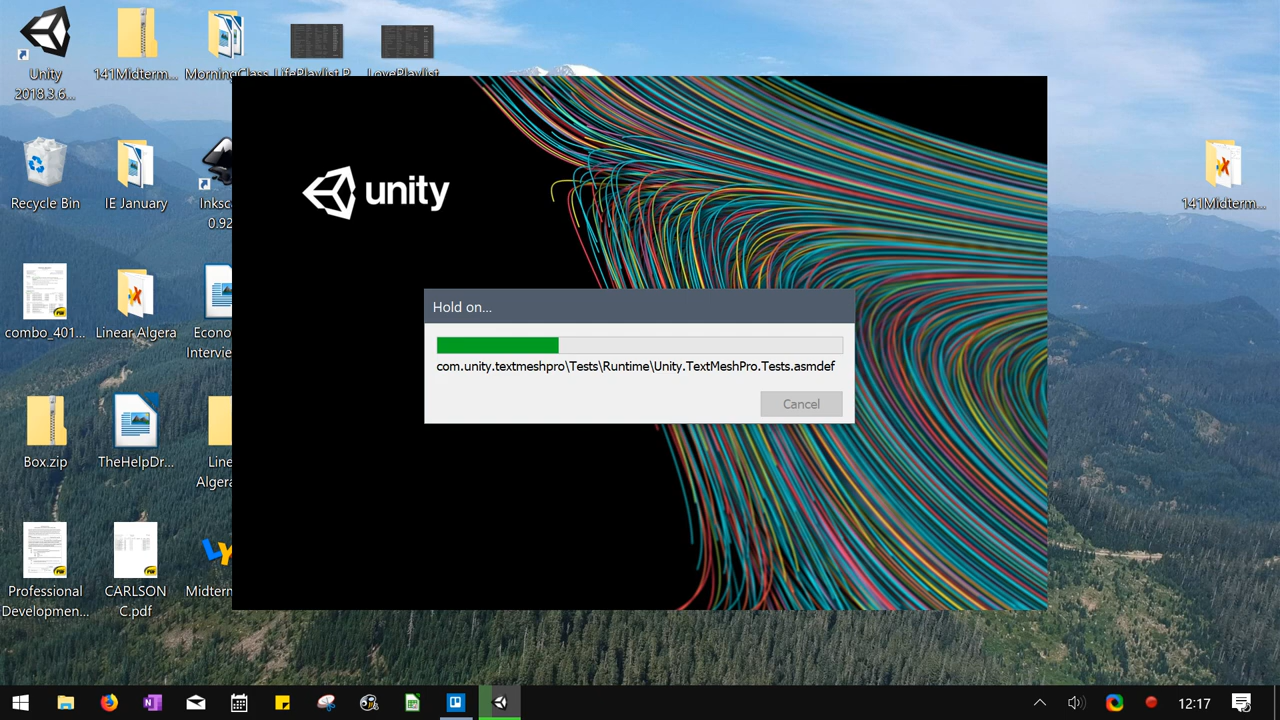 Unity
2018.3.6...
141Midterm...
MorningClass
LifePlaylist.P
LovePlaylist
unity
Recycle Bin
IE January
Inksc
0.92
141Midterm...
Hold on...
com.unity.textmeshpro\Tests\Runtime\Unity.TextMeshPro.Tests.asmdef
Cancel
combo_401...
Linear Algera
Econo
Interview
Box.zip
TheHelpDr...
Line
Algera
Professional
Developmen...
CARLSON
C.pdf
Midterm
12:17